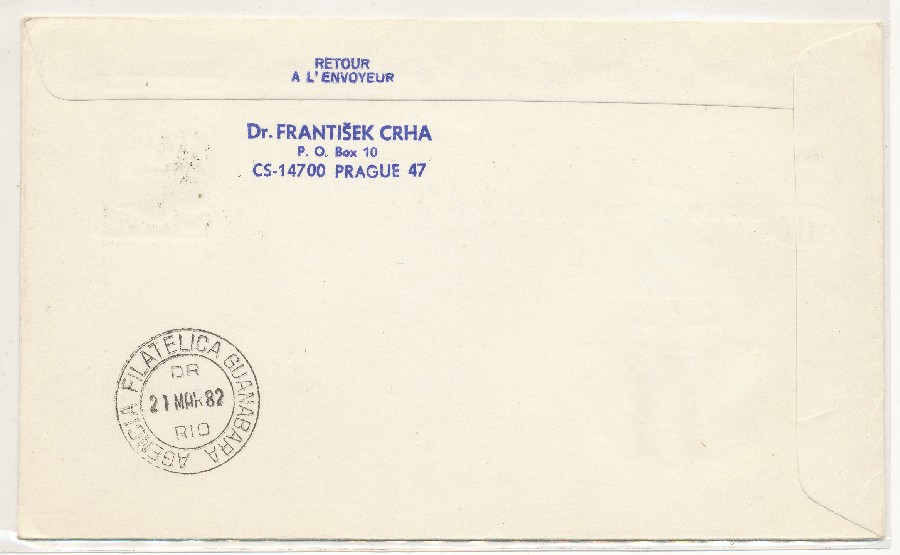 RETOUR
A L'ENVOYEUR
Dr. FRANTIŠEK CRHA
P. O. Box 10
CS-14700 PRAGUE 47
AGENCIA FILATELICA GUANABARA
DR
21 MAR 82
RIO